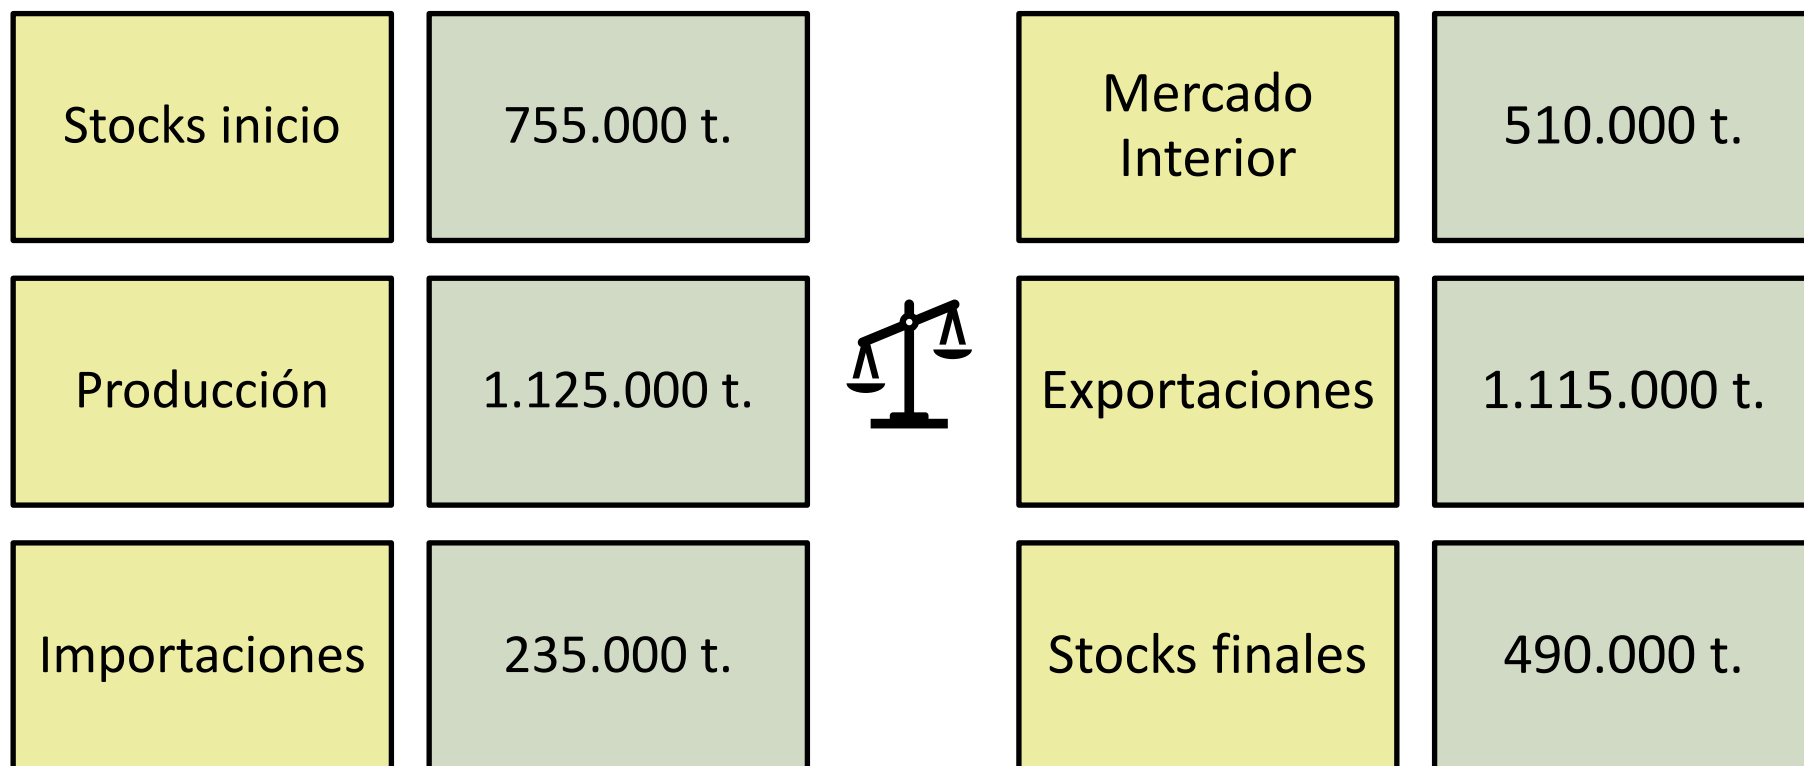 Stocks inicio
755.000 t.
Mercado
Interior
510.000 t.
Producción
1.125.000 t.
Exportaciones
1.115.000 t.
Importaciones
235.000 t.
Stocks finales
490.000 t.